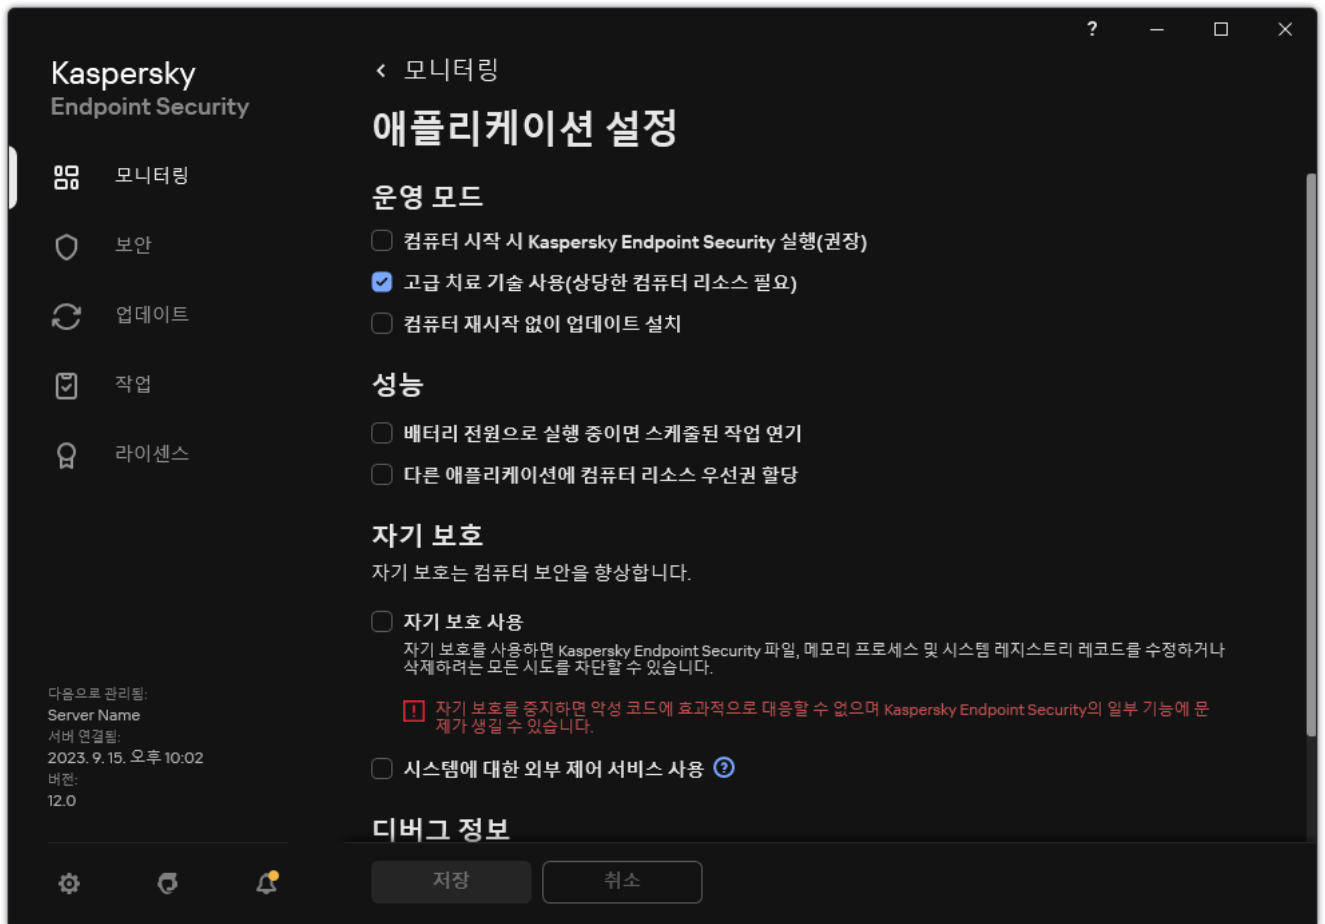 ?
Kaspersky
Endpoint Security
모니터링
보안
업데이트
작업
라이센스
다음으로 관리됨:
Server Name
서버 연결됨:
2023. 9. 15. 오후 10:02
버전:
12.0
모니터링
애플리케이션 설정
운영 모드
컴퓨터 시작 시 Kaspersky Endpoint Security 실행(권장)
고급 치료 기술 사용(상당한 컴퓨터 리소스 필요)
컴퓨터 재시작 없이 업데이트 설치
성능
배터리 전원으로 실행 중이면 스케줄된 작업 연기
다른 애플리케이션에 컴퓨터 리소스 우선권 할당
자기 보호
자기 보호는 컴퓨터 보안을 향상합니다.
자기 보호 사용
자기 보호를 사용하면 Kaspersky Endpoint Security 파일, 메모리 프로세스 및 시스템 레지스트리 레코드를 수정하거나
삭제하려는 모든 시도를 차단할 수 있습니다.
자기 보호를 중지하면 악성 코드에 효과적으로 대응할 수 없으며 Kaspersky Endpoint Security의 일부 기능에 문
제가 생길 수 있습니다.
시스템에 대한 외부 제어 서비스 사용 ?
디버그 정보
저장
취소